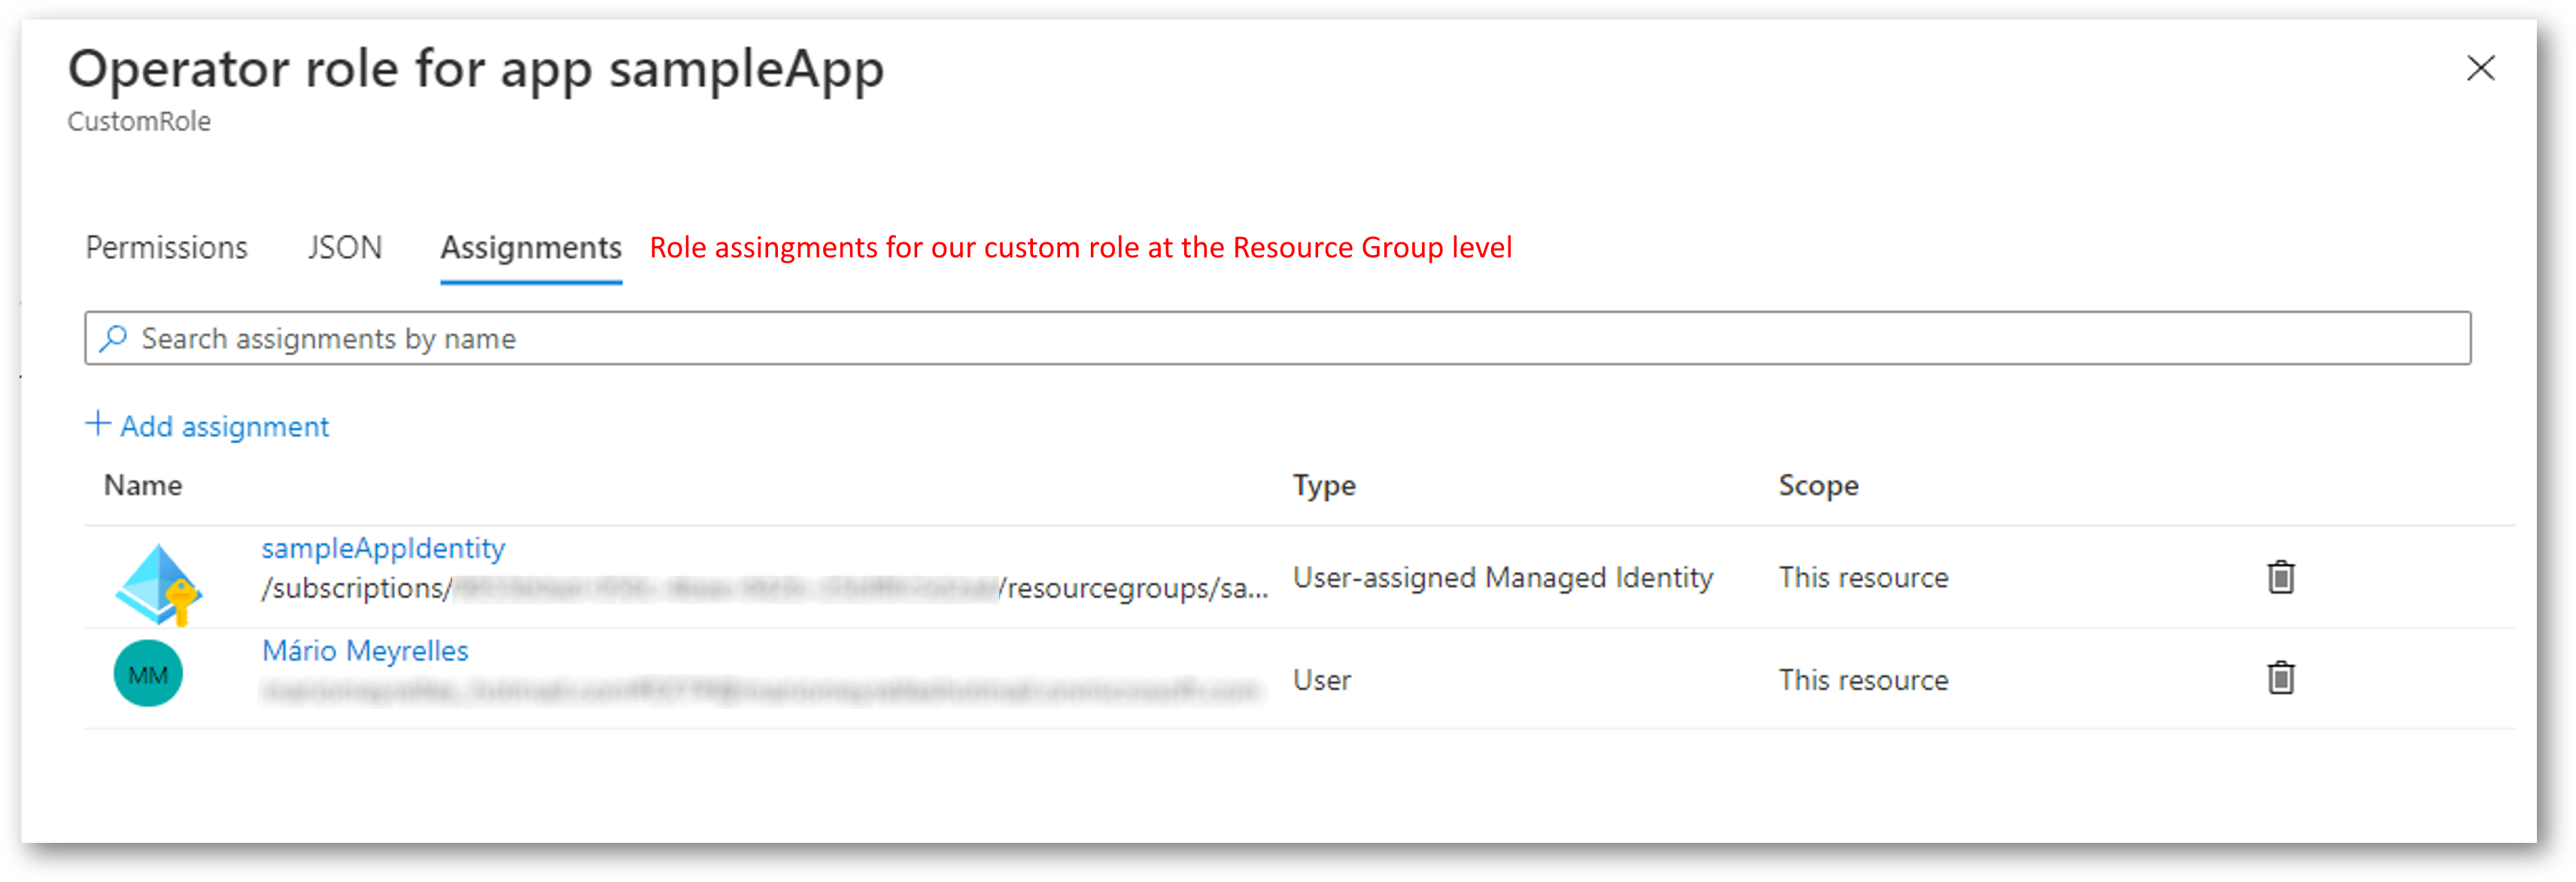 Operator role for app sampleApp
CustomRole
Permissions JSON Assignments Role assingments for our custom role at the Resource Group level
Search assignments by name
+ Add assignment
Name Type Scope
sampleAppIdentity
/subscriptions/ /resourcegroups/sa... User-assigned Managed Identity This resource
Mário Meyrelles
MM User This resource